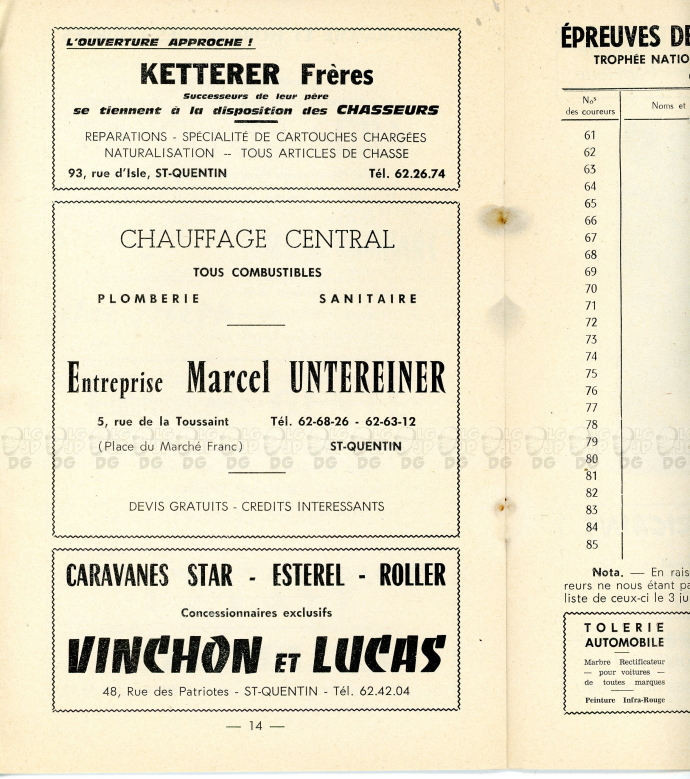 L'OUVERTURE APPROCHE !
KETTERER Frères
Successeurs de leur père
se tiennent à la disposition des CHASSEURS
REPARATIONS - SPÉCIALITÉ DE CARTOUCHES CHARGÉES
NATURALISATION -- TOUS ARTICLES DE CHASSE
93, rue d'Isle, ST-QUENTIN Tél. 62.26.74
CHAUFFAGE CENTRAL
TOUS COMBUSTIBLES
PLOMBERIE SANITAIRE
Entreprise Marcel UNTEREINER
5, rue de la Toussaint Tél. 62-68-26 - 62-63-12
(Place du Marché Franc) ST-QUENTIN
DEVIS GRATUITS - CREDITS INTERESSANTS
CARAVANES STAR - ESTEREL - ROLLER
Concessionnaires exclusifs
VINCHON ET LUCAS
48, Rue des Patriotes - ST-QUENTIN - Tél. 62.42.04
— 14 —
ÉPREUVES DE
TROPHÉE NATIO
Nos
des coureurs
Noms et
61
62
63
64
65
66
67
68
69
70
71
72
73
74
75
76
77
78
79
80
81
82
83
84
85
Nota. — En rais
reurs ne nous étant pa
liste de ceux-ci le 3 ju
TOLERIE
AUTOMOBILE
Marbre Rectificateur
— pour voitures —
de toutes marques
Peinture Infra-Rouge